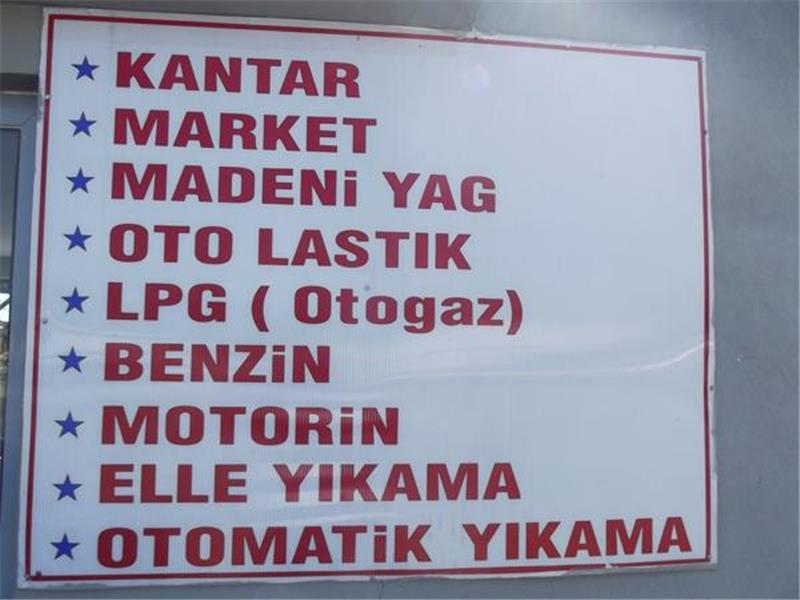 KANTAR
MARKET
MADENi YAG
OTO LASTIK
LPG ( Otogaz)
BENZiN
MOTORiN
ELLE YIKAMA
OTOMATiK YIKAMA